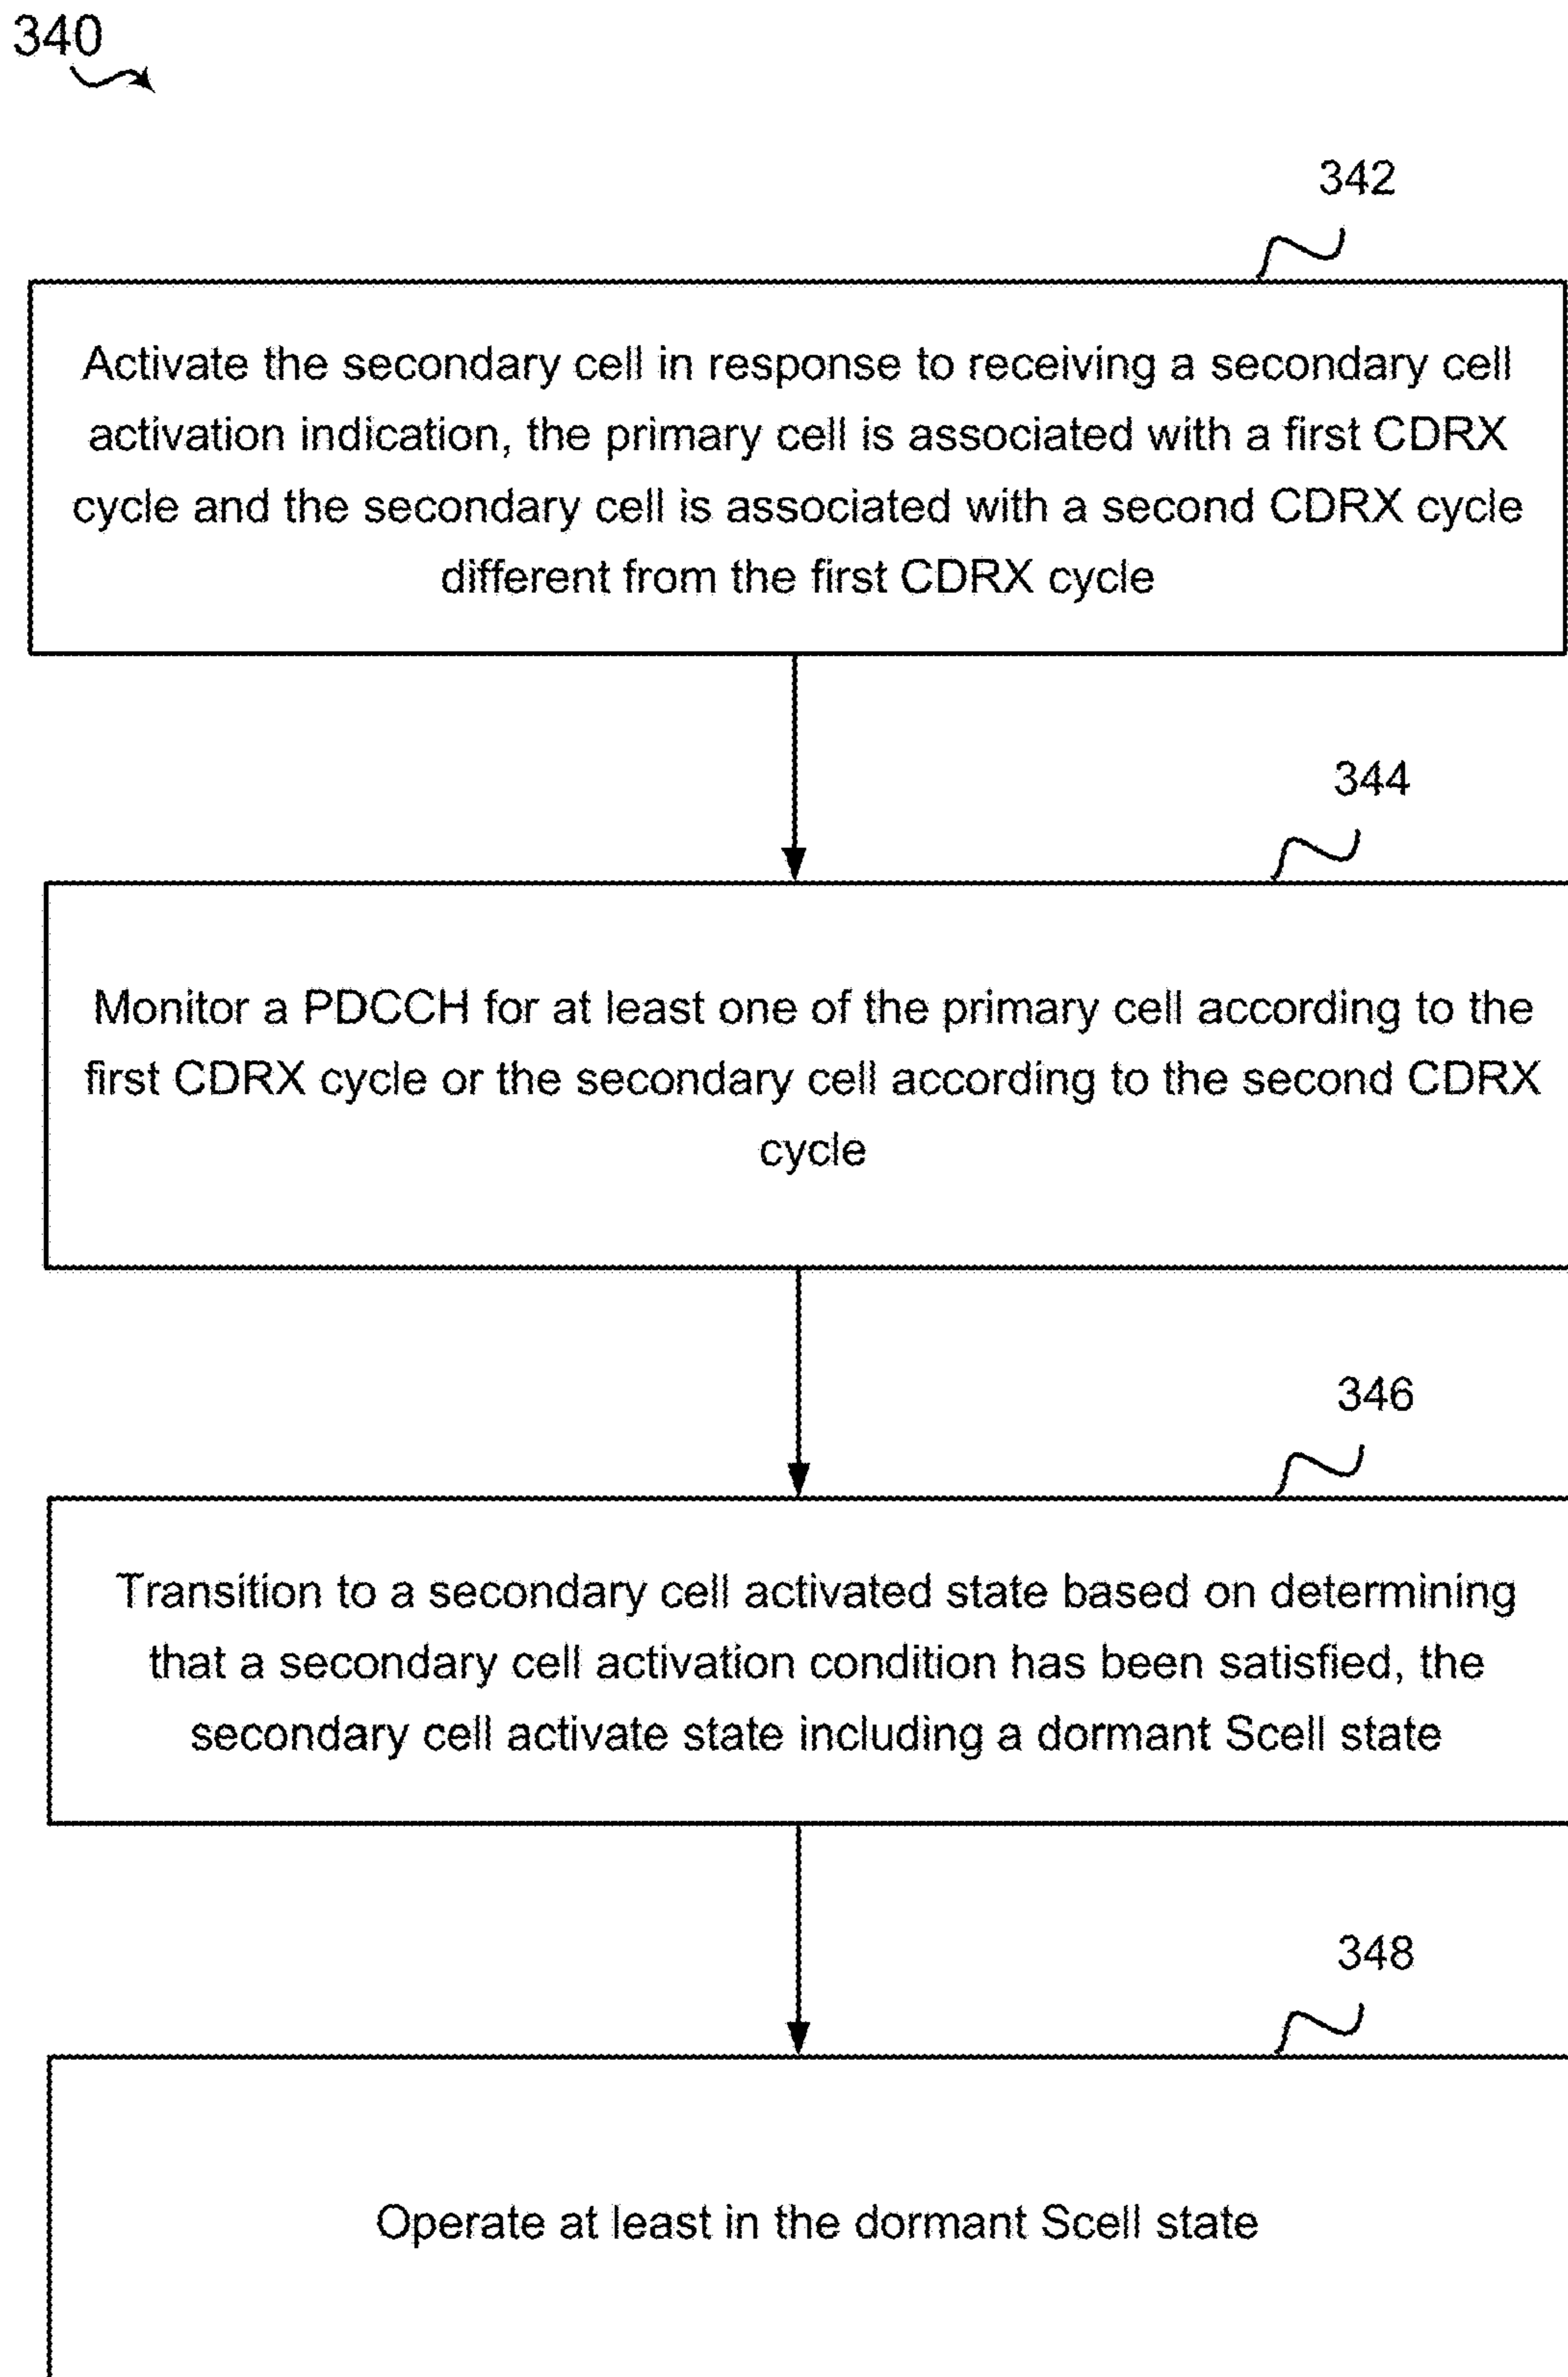 340
342
Activate the secondary cell in response to receiving a secondary cell
activation indication, the primary cell is associated with a first CDRX
cycle and the secondary cell is associated with a second CDRX cycle
different from the first CDRX cycle
344
Monitor a PDCCH for at least one of the primary cell according to the
first CDRX cycle or the secondary cell according to the second CDRX
cycle
346
Transition to a secondary cell activated state based on determining
that a secondary cell activation condition has been satisfied, the
secondary cell activate state including a dormant Scell state
348
Operate at least in the dormant Scell state